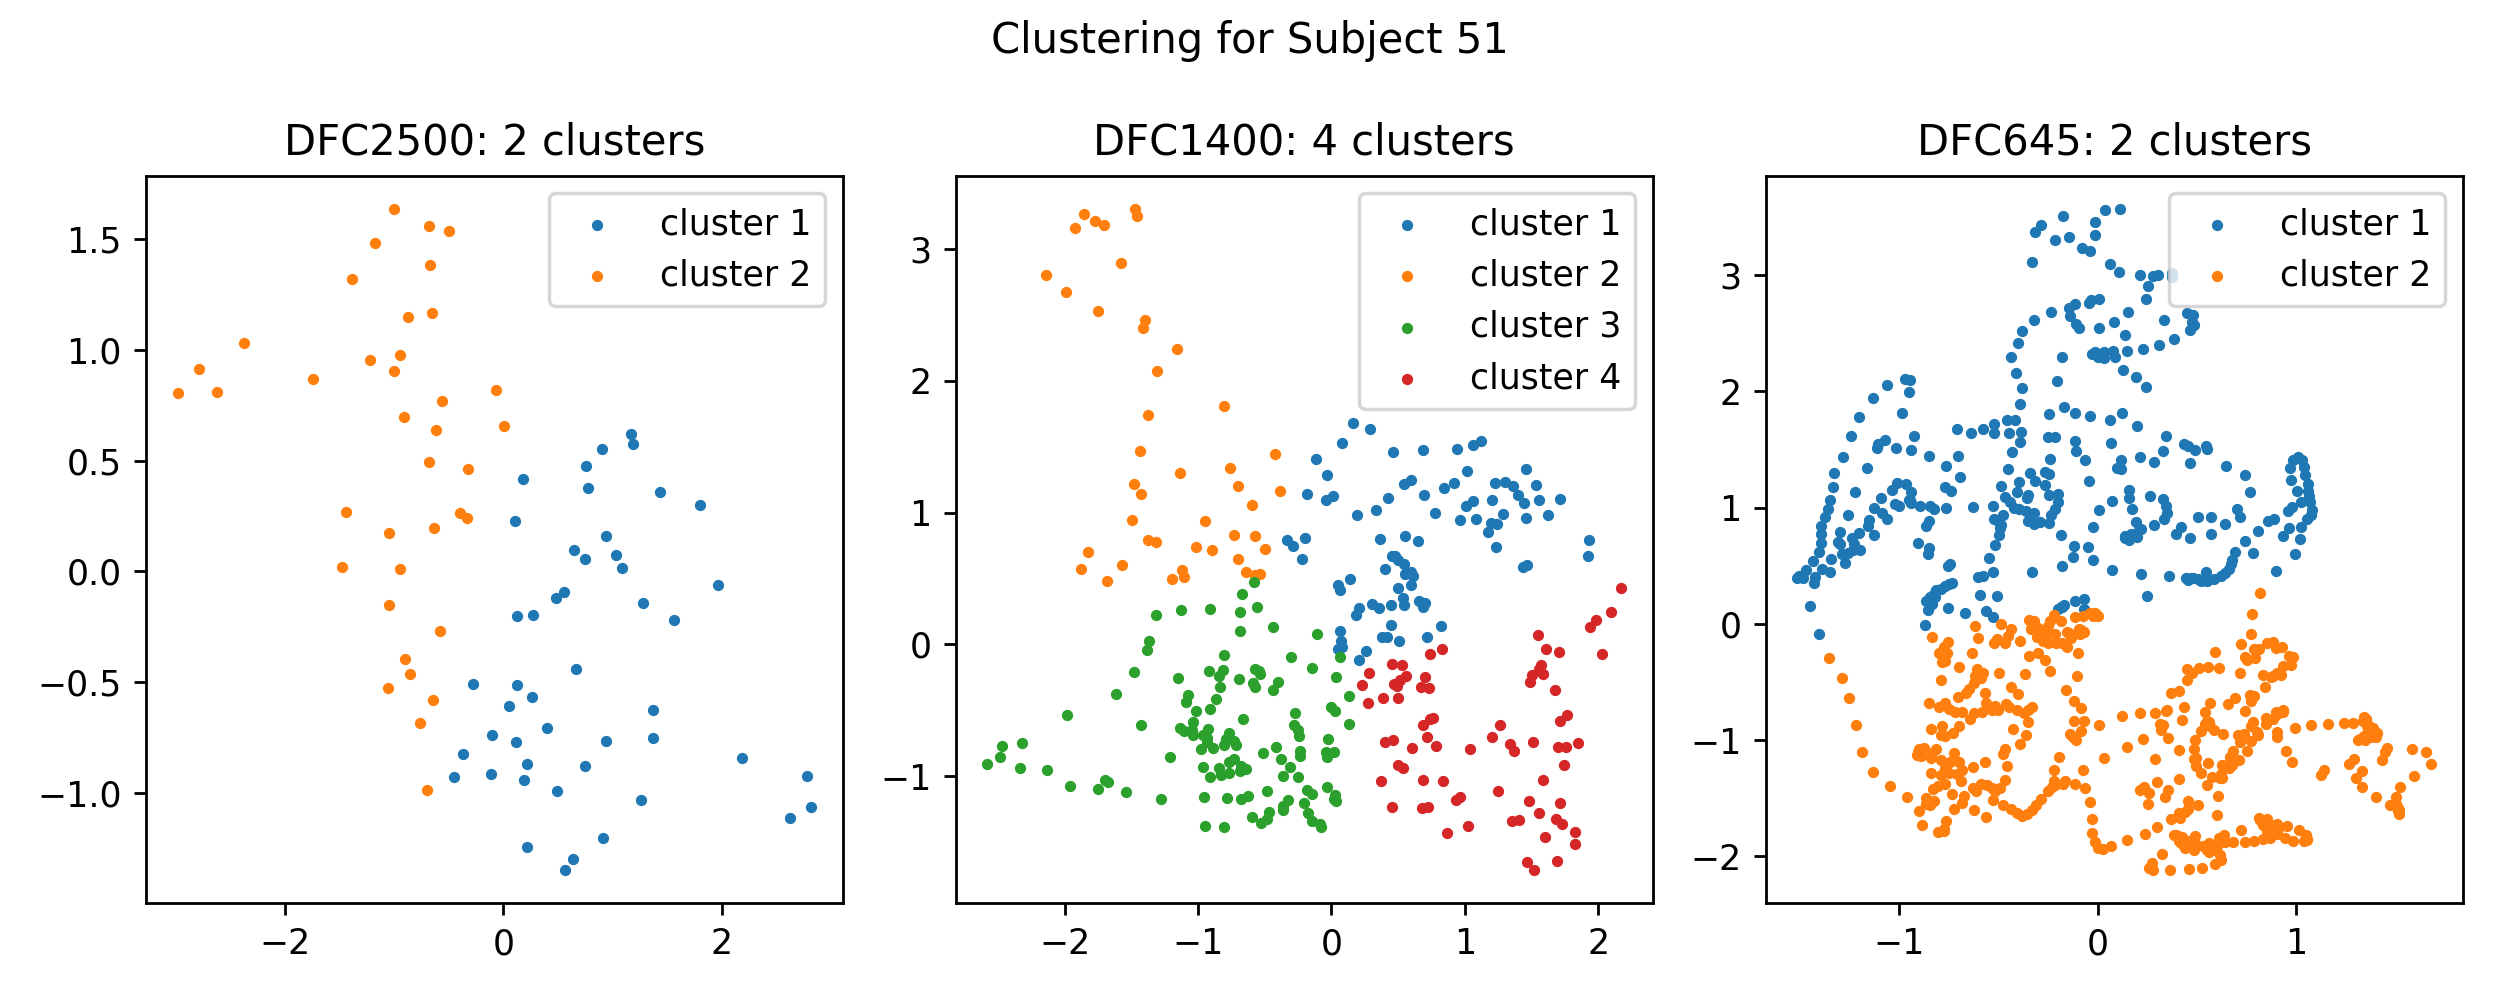 Clustering for Subject 51
DFC2500: 2 clusters
cluster 1
cluster 2
1.5
1.0
0.5
0.0
−0.5
−1.0
−2
0
2
DFC1400: 4 clusters
cluster 1
cluster 2
cluster 3
cluster 4
3
2
1
0
−1
−2
−1
0
1
2
DFC645: 2 clusters
cluster 1
cluster 2
3
2
1
0
−1
−2
−1
0
1